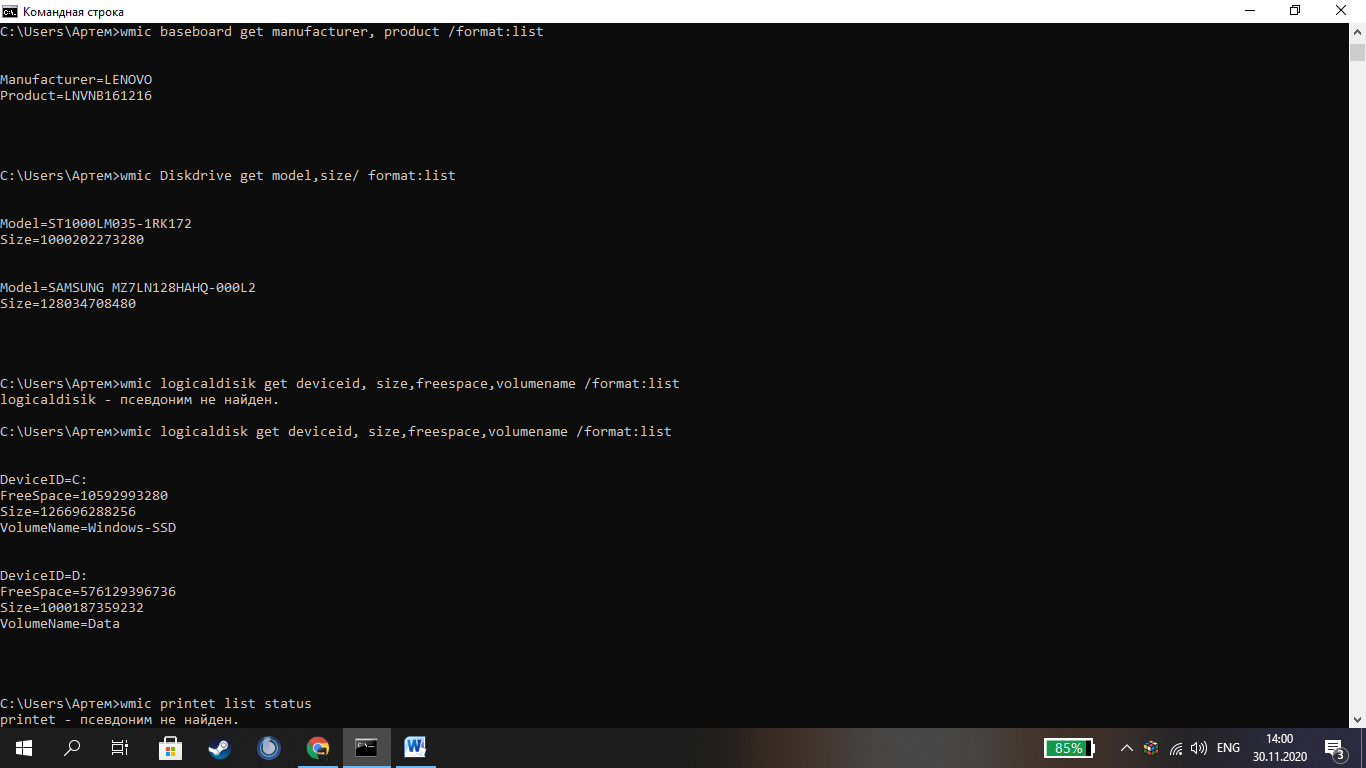 Командная строка
C:\Users\Артем>wmic baseboard get manufacturer, product /format:list
Manufacturer=LENOVO
Product=LNVNB161216
C:\Users\Артем>wmic Diskdrive get model,size/ format:list
Model=ST1000LM035-1RK172
Size=1000202273280
Model=SAMSUNG MZ7LN128HAHQ-000L2
Size=128034708480
C:\Users\Артем>wmic logicaldisik get deviceid, size,freespace,volumename /format:list
logicaldisik - псевдоним не найден.
C:\Users\Артем>wmic logicaldisk get deviceid, size,freespace,volumename /format:list
DeviceID=C:
FreeSpace=10592993280
Size=126696288256
VolumeName=Windows-SSD
DeviceID=D:
FreeSpace=576129396736
Size=1000187359232
VolumeName=Data
C:\Users\Артем>wmic printet list status
printet - псевдоним не найден.
85%
ENG
14:00
30.11.2020
3